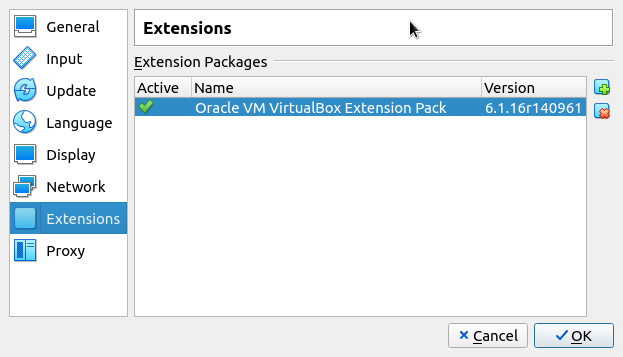 General
Input
Update
Language
Display
Network
Extensions
Proxy
Extensions
Extension Packages
Active Name Version
Oracle VM VirtualBox Extension Pack 6.1.16r140961
Cancel OK